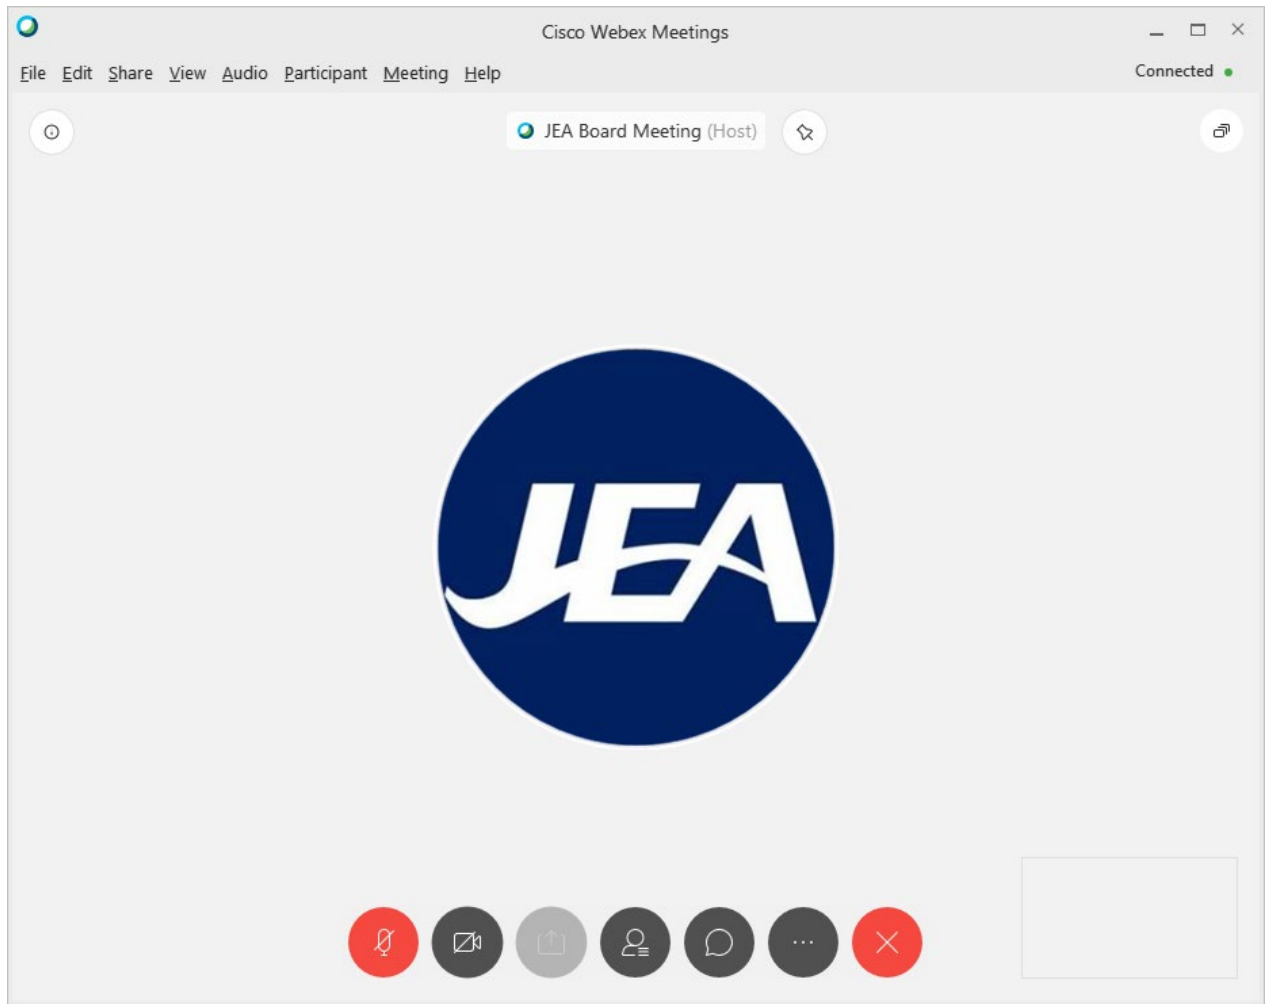 Cisco Webex Meetings
File Edit Share View Audio Participant Meeting Help
Connected
JEA Board Meeting (Host)
JEA